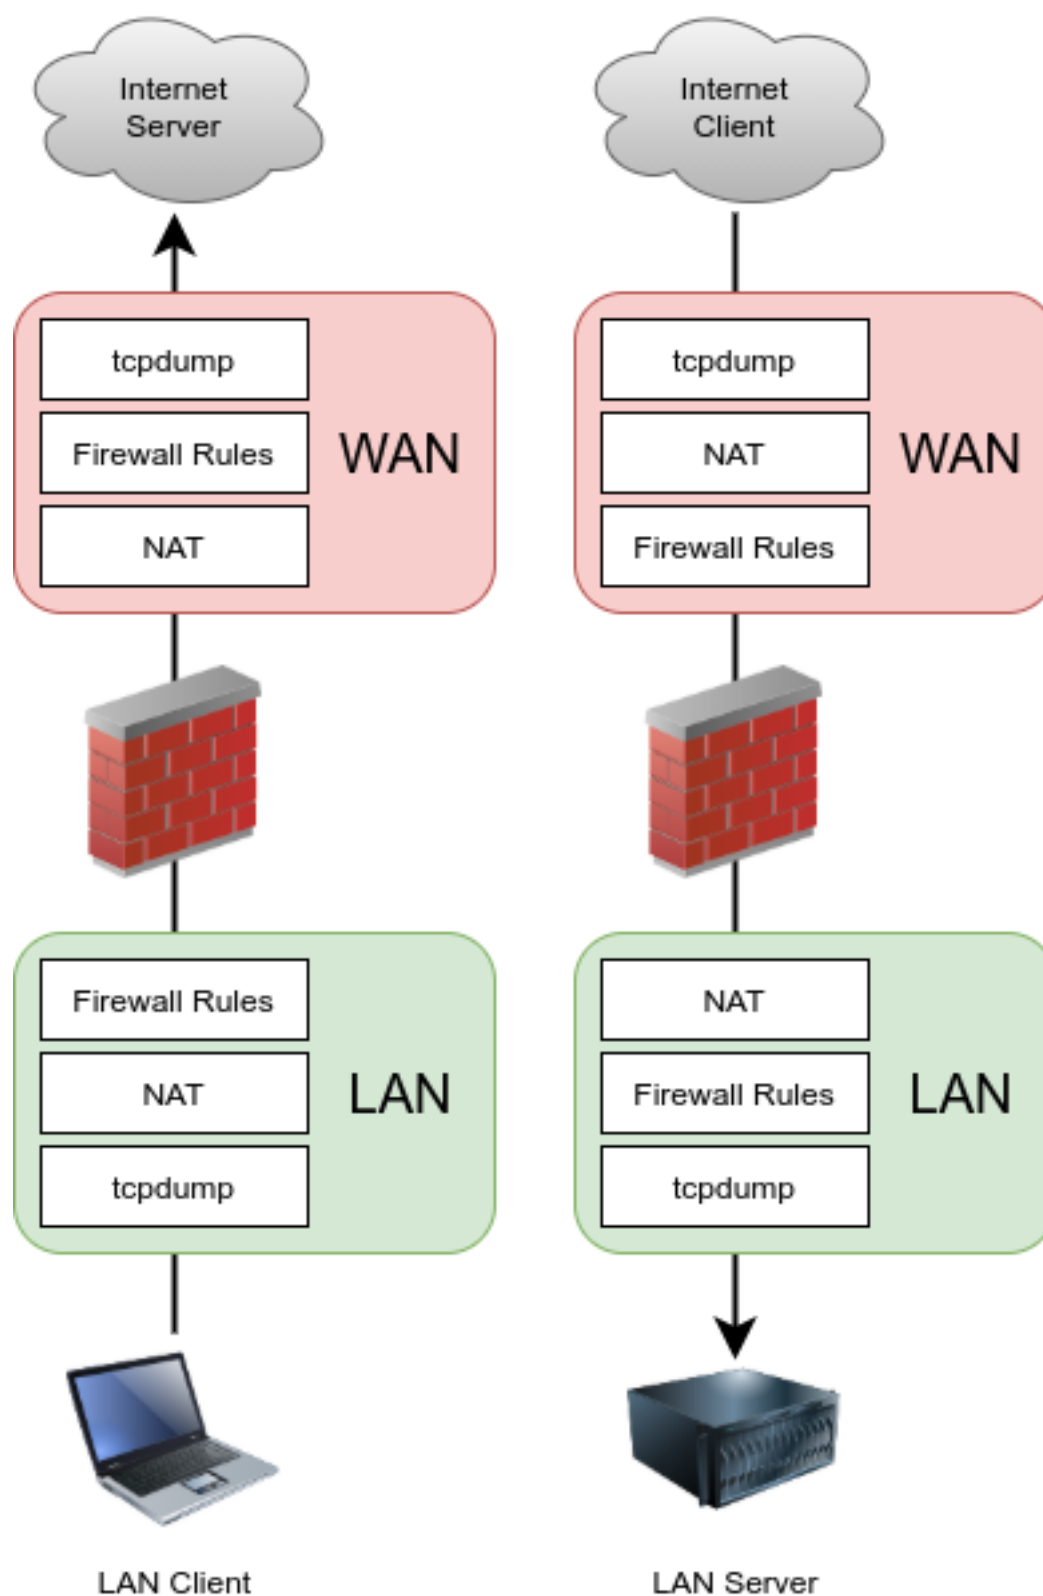 Internet
Server
tcpdump
Firewall Rules
NAT
WAN
Firewall Rules
NAT
tcpdump
LAN
LAN Client
Internet
Client
tcpdump
NAT
Firewall Rules
WAN
NAT
Firewall Rules
tcpdump
LAN
LAN Server